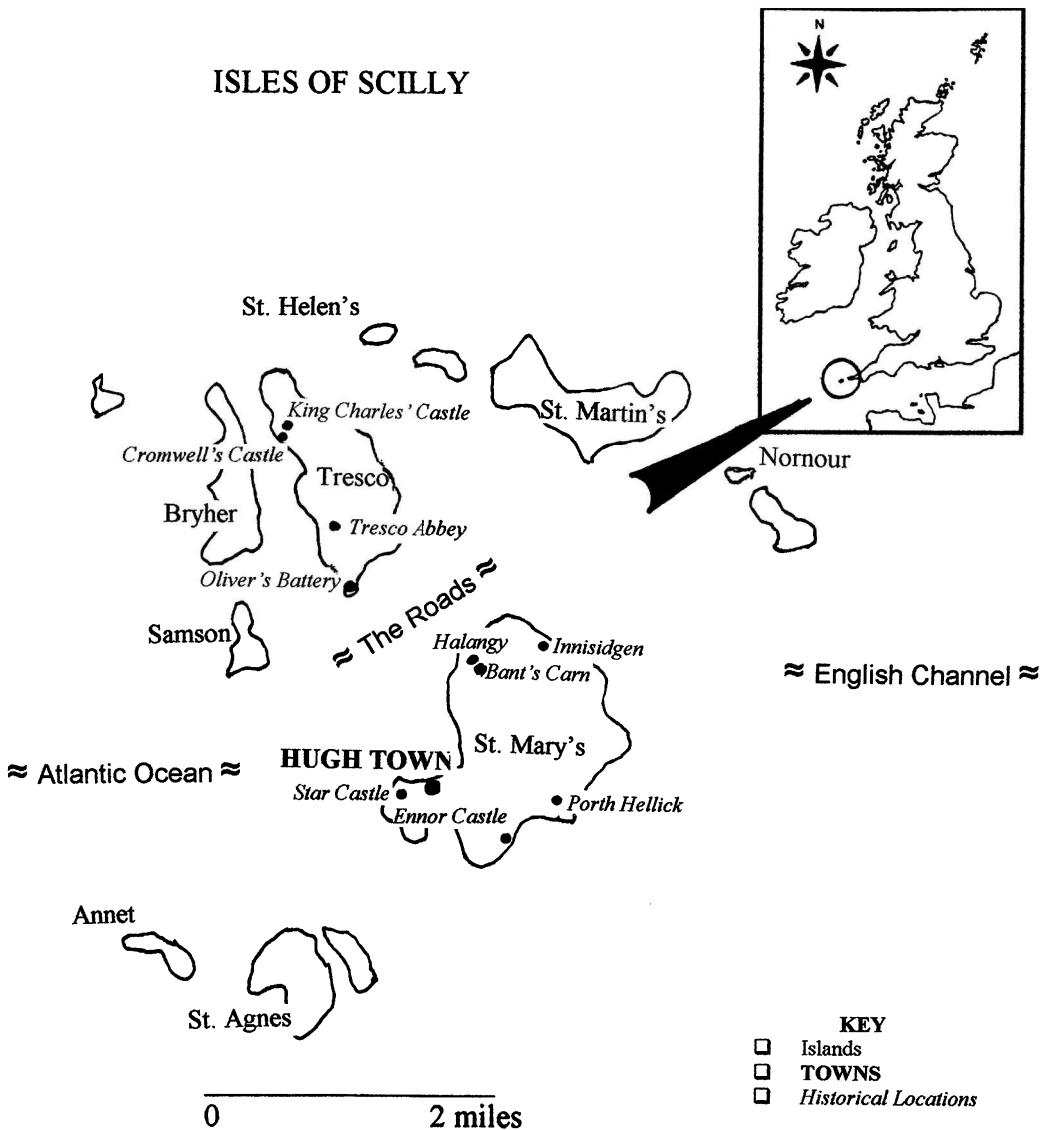 ISLES OF SCILLY
N
St. Helen's
King Charles' Castle
St. Martin's
Cromwell's Castle
Tresco
Nornour
Bryher
Tresco Abbey
Oliver's Battery
≈ The Roads ≈
Samson
Halangy
Innisidgen
Bant's Carn
≈ English Channel ≈
St. Mary's
HUGH TOWN
≈ Atlantic Ocean ≈
Star Castle
Porth Hellick
Ennor Castle
Annet
St. Agnes
KEY
Islands
TOWNS
Historical Locations
0 2 miles